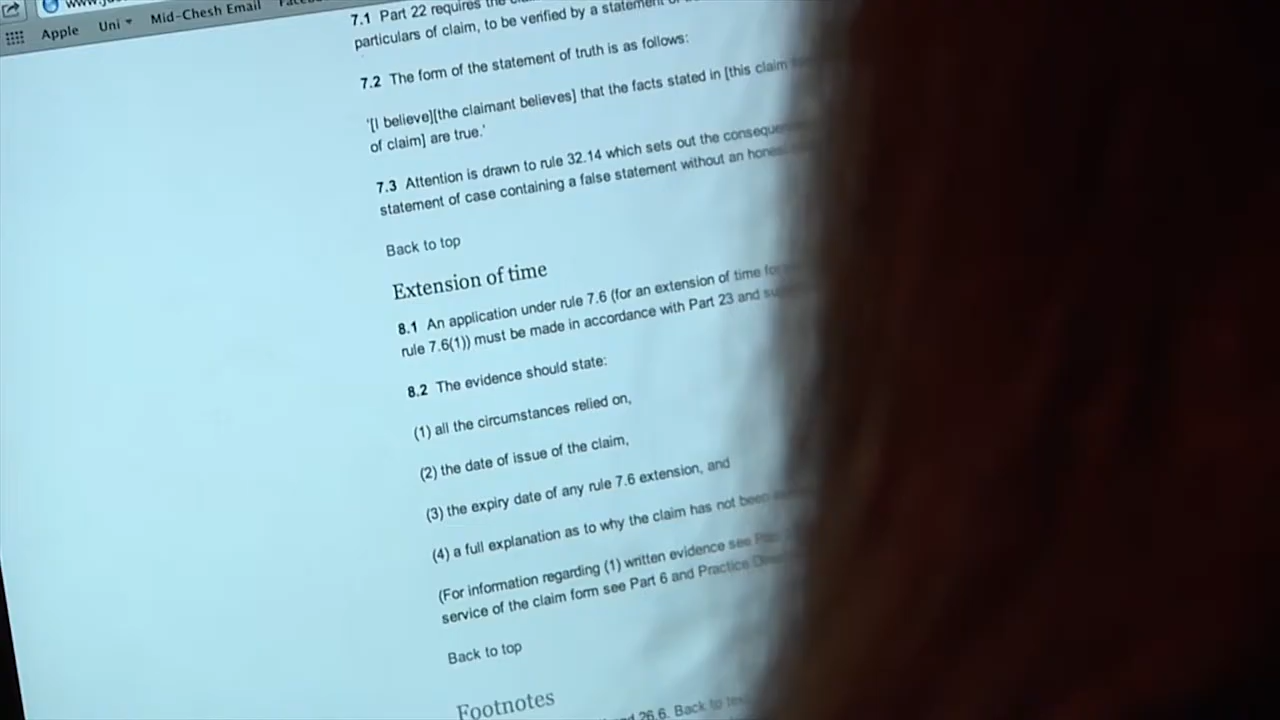 Apple Uni Mid-Chesh Email
7.1 Part 22 requires the
particulars of claim, to be verified by a statement
7.2 The form of the statement of truth is as follows:
'[I believe][the claimant believes] that the facts stated in [this claim
of claim] are true.'
7.3 Attention is drawn to rule 32.14 which sets out the
statement of case containing a false statement without an
Back to top
Extension of time
8.1 An application under rule 7.6 (for an extension of time for
rule 7.6(1)) must be made in accordance with Part 23 and
8.2 The evidence should state:
(1) all the circumstances relied on,
(2) the date of issue of the claim,
(3) the expiry date of any rule 7.6 extension, and
(4) a full explanation as to why the claim has not been
(For information regarding (1) written evidence see
service of the claim form see Part 6 and Practice
Back to top
Footnotes
26.6. Back to